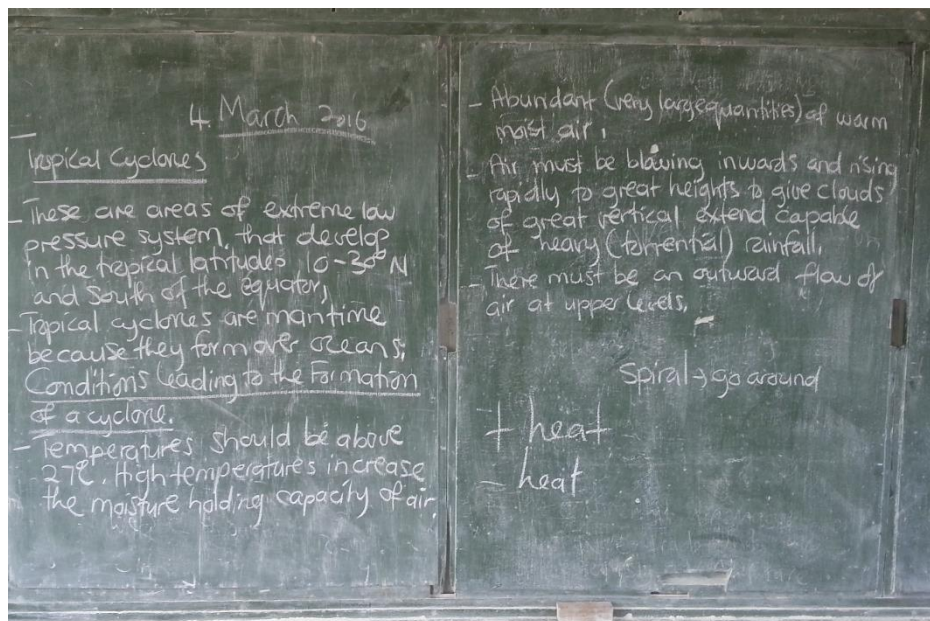 4 March 2016
Tropical Cyclones
- These are areas of extreme low
pressure system, that develop
in the tropical latitudes 10-30° N
and South of the equator,
- Tropical cyclones are maritime
because they form over oceans.
Conditions leading to the Formation
of a cyclone.
- Temperatures should be above
27°C. High temperatures increase
the moisture holding capacity of air.
- Abundant (very large quantities) of warm
moist air.
- Air must be blowing inwards and rising
rapidly to great heights to give clouds
of great vertical extend capable
of heavy (torrential) rainfall.
- There must be an outward flow of
air at upper levels.
Spiral → go around
+ heat
- heat